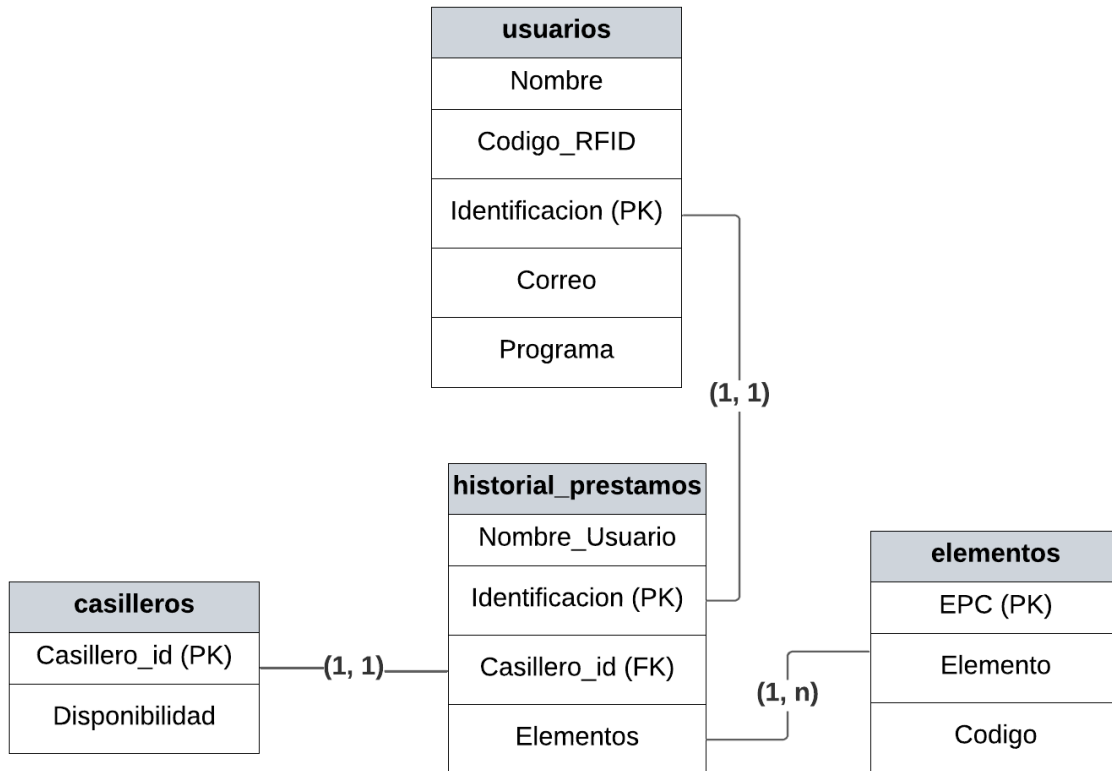 usuarios
Nombre
Codigo_RFID
Identificacion (PK)
Correo
Programa
(1, 1)
historial_prestamos
Nombre_Usuario
Identificacion (PK)
Casillero_id (FK)
Elementos
casilleros
Casillero_id (PK)
Disponibilidad
(1, 1)
(1, n)
elementos
EPC (PK)
Elemento
Codigo